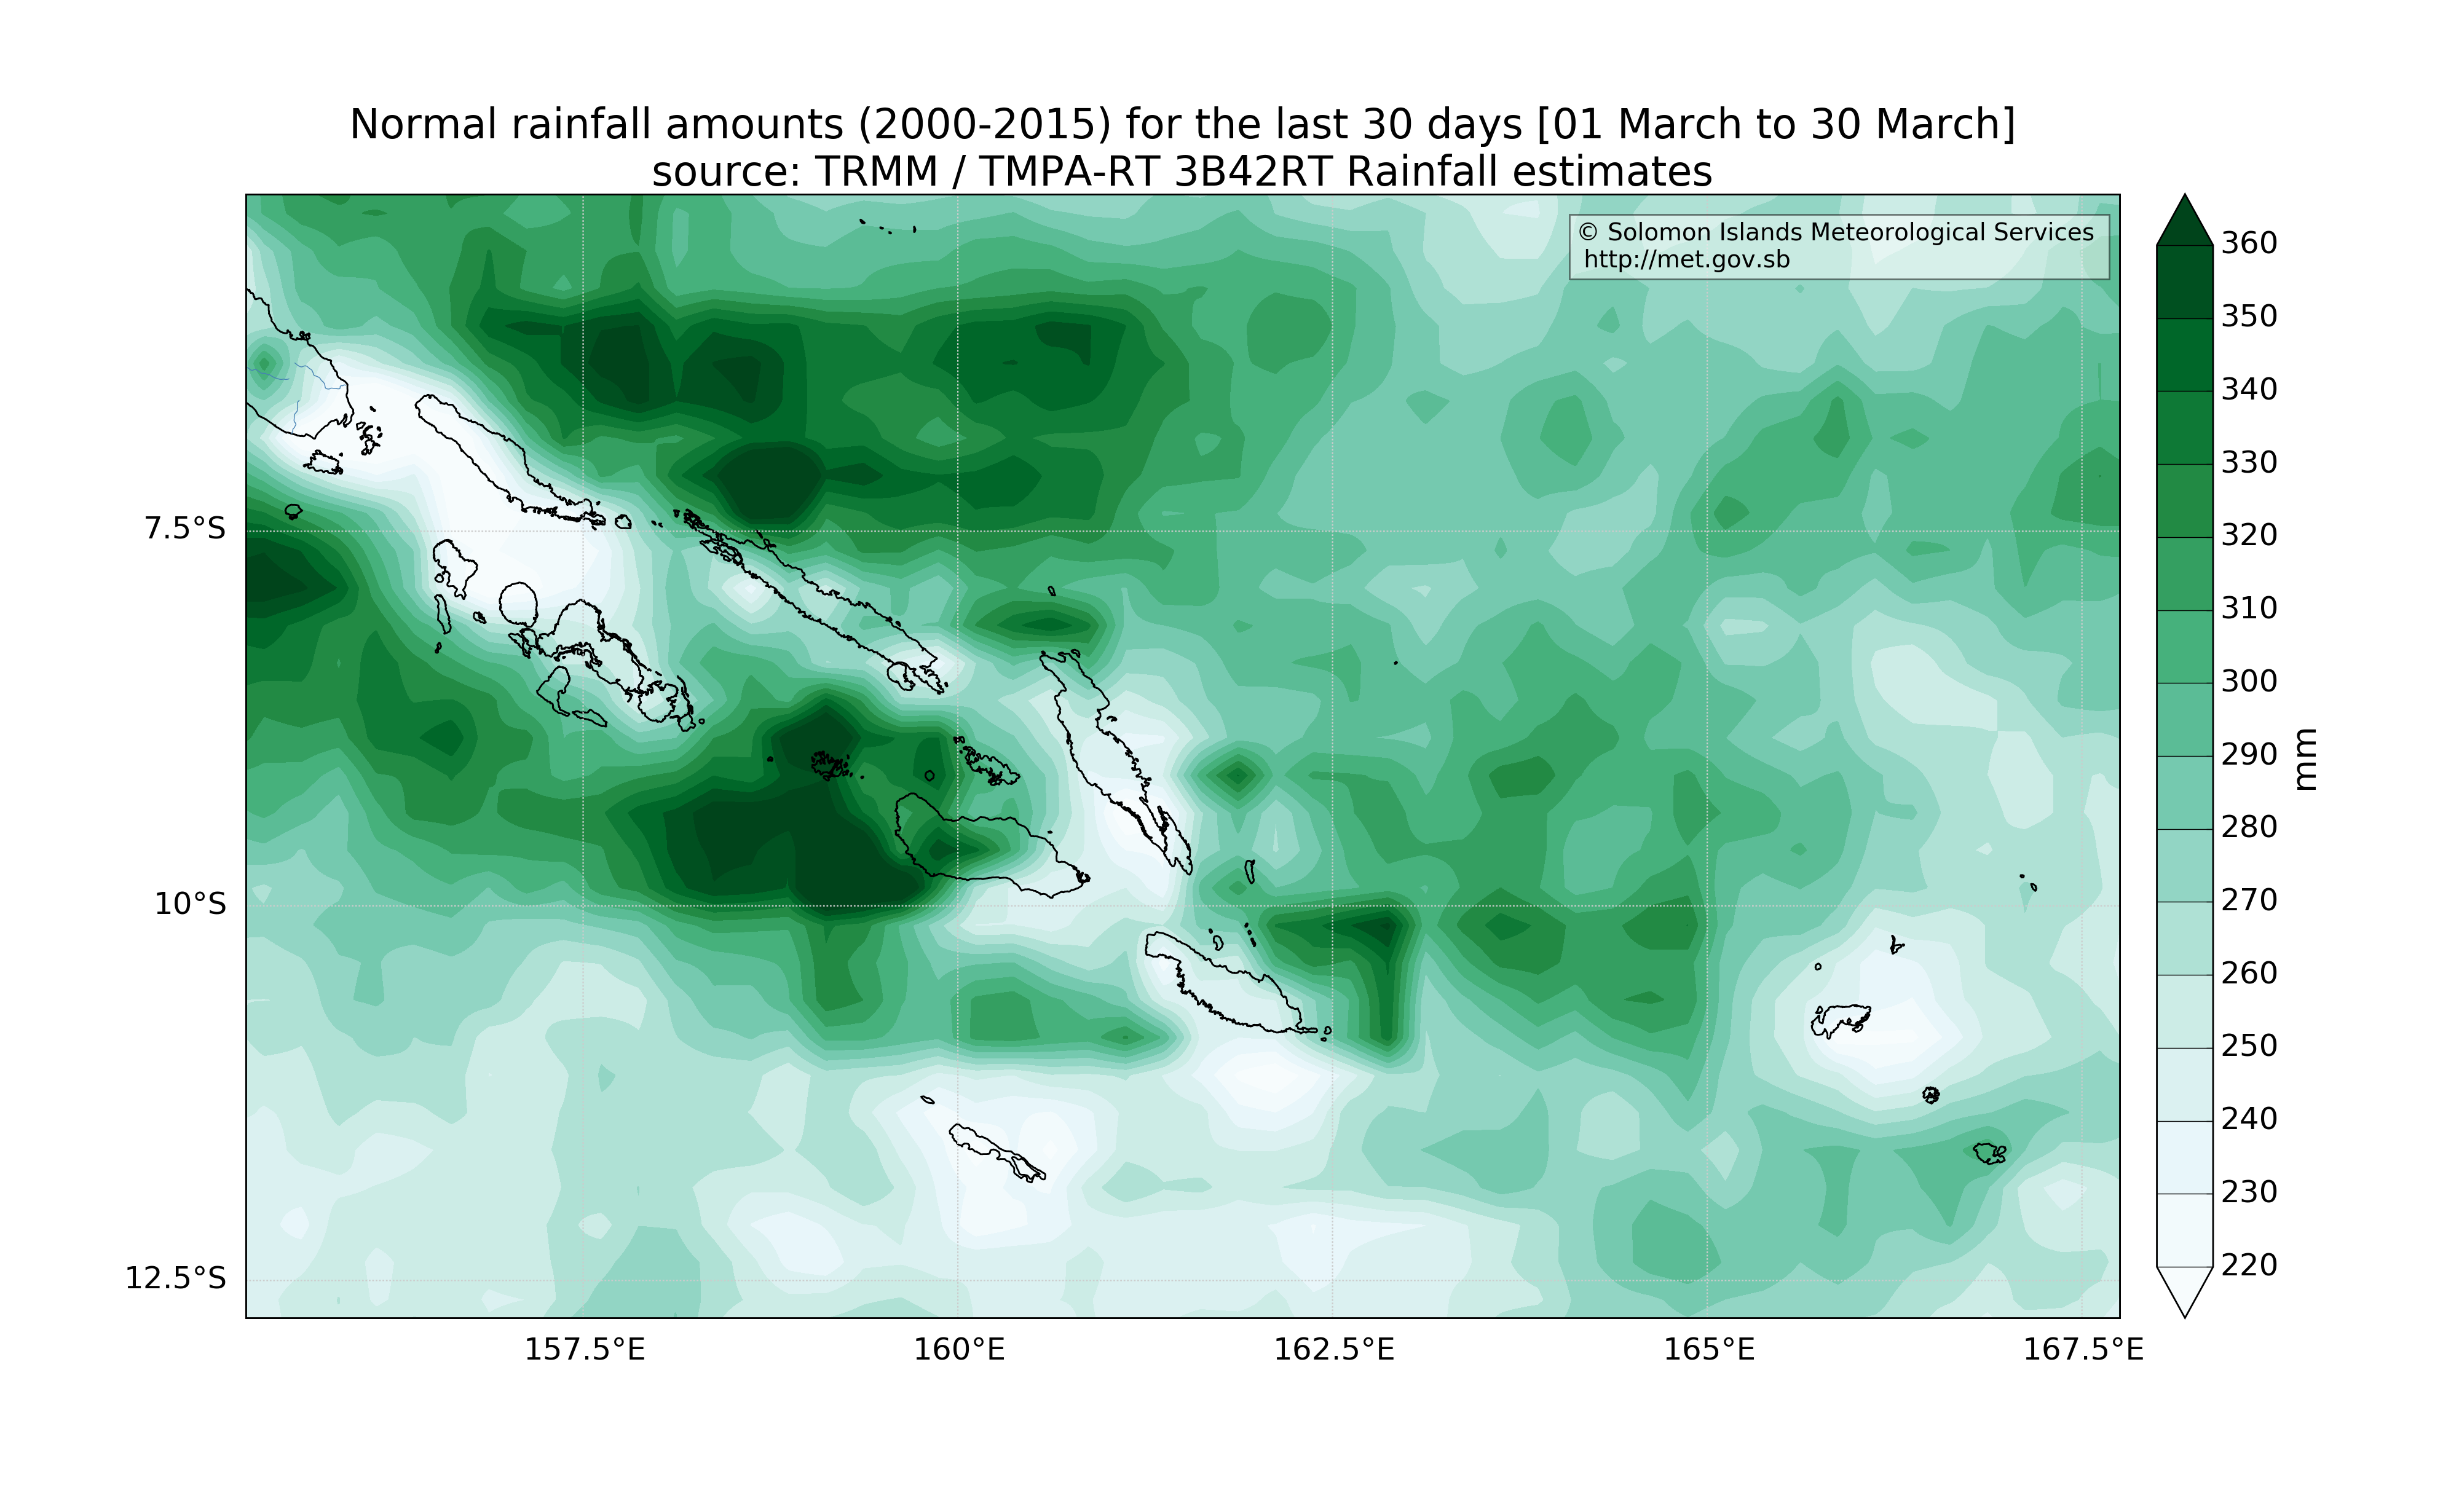 Normal rainfall amounts (2000-2015) for the last 30 days [01 March to 30 March]
source: TRMM / TMPA-RT 3B42RT Rainfall estimates
© Solomon Islands Meteorological Services
http://met.gov.sb
7.5°S
10°S
12.5°S
157.5°E
160°E
162.5°E
165°E
167.5°E
360
350
340
330
320
310
300
290
280
270
260
250
240
230
220
mm